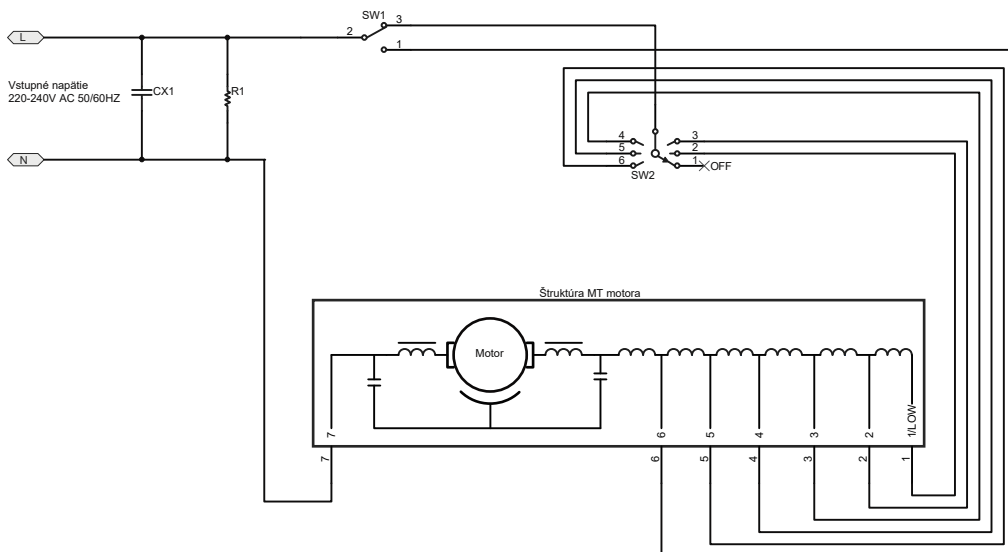 SW1
3
2
L
1
Vstupné napätie
220-240V AC 50/60HZ
CX1
R1
4
3
5
2
N
6
1
OFF
SW2
Štruktúra MT motora
Motor
7
6
5
4
3
2
1/LOW
7
6
5
4
3
2
1